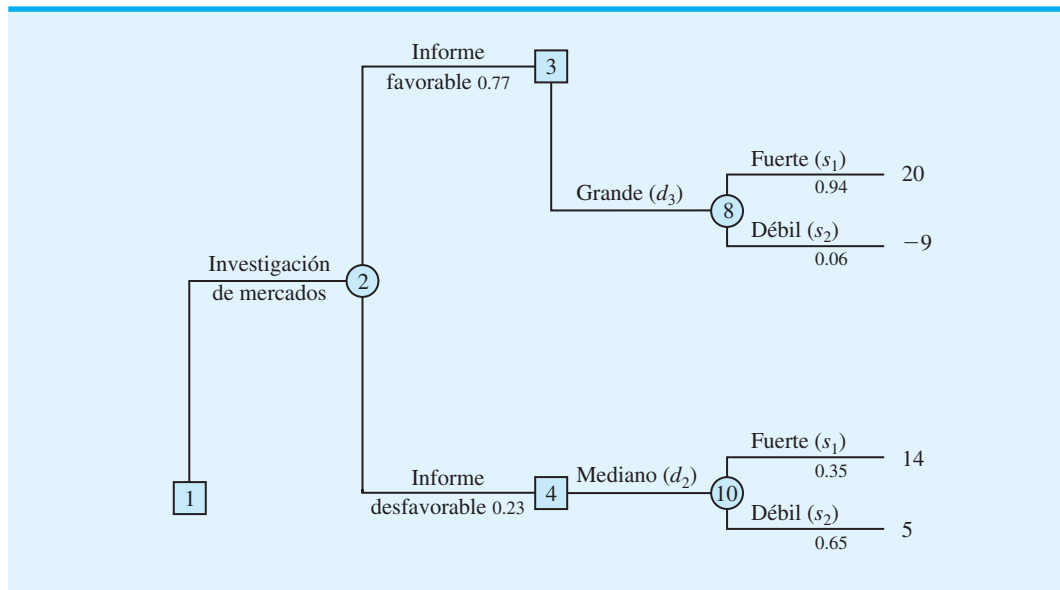 Informe
favorable 0.77
3
Fuerte (s₁)
0.94
20
Grande (d₃)
8
Débil (s₂)
0.06
−9
Investigación
de mercados
2
Fuerte (s₁)
0.35
14
Informe
desfavorable 0.23
4
Mediano (d₂)
10
1
Débil (s₂)
0.65
5